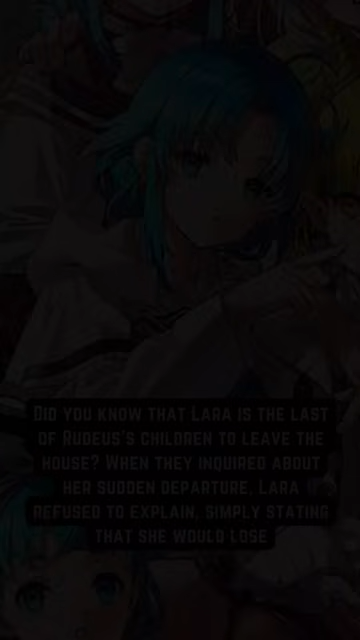 Did you know that Lara is the last
of Rudeus's children to leave the
house? When they inquired about
her sudden departure, Lara
refused to explain, simply stating
that she would lose